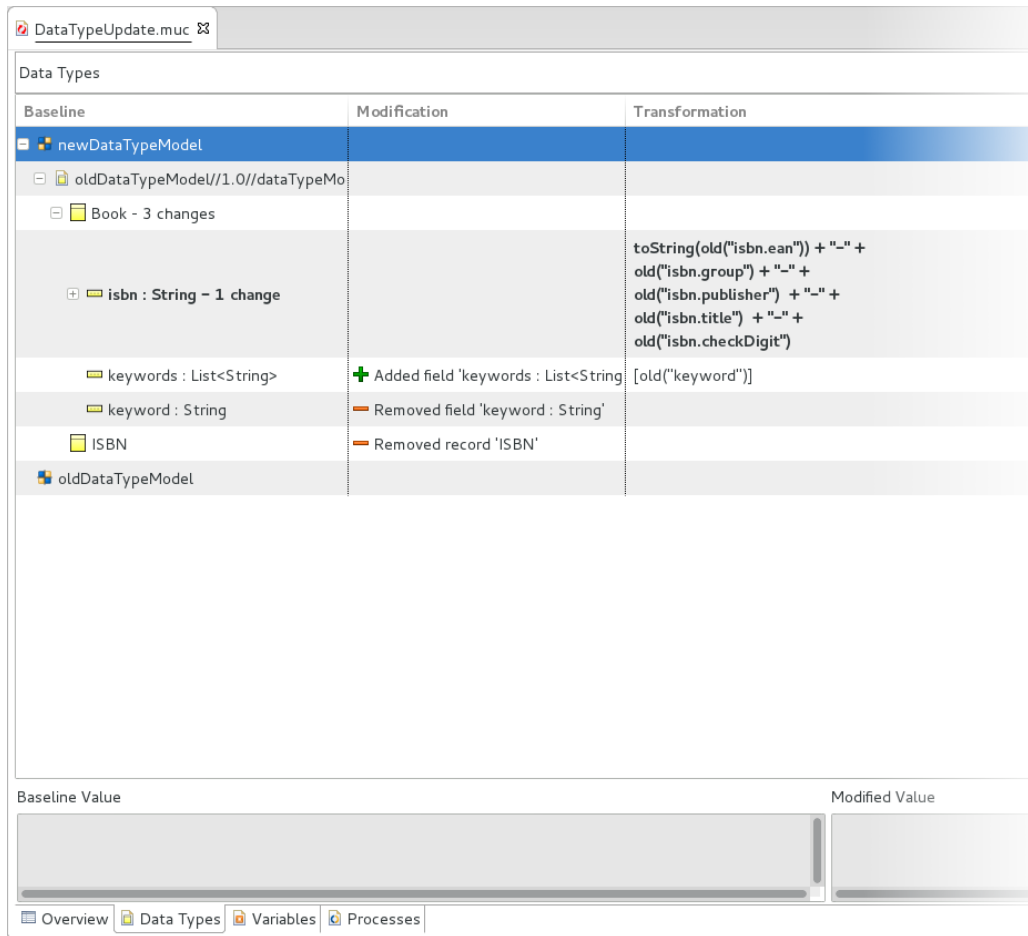 DataTypeUpdate.muc
Data Types
Baseline Modification Transformation
newDataTypeModel
oldDataTypeModel//1.0//dataTypeMo
Book - 3 changes
isbn : String - 1 change
toString(old("isbn.ean")) + "-" +
old("isbn.group") + "-" +
old("isbn.publisher")  + "-" +
old("isbn.title")  + "-" +
old("isbn.checkDigit")
keywords : List<String> Added field 'keywords : List<String [old("keyword")]
keyword : String Removed field 'keyword : String'
ISBN Removed record 'ISBN'
oldDataTypeModel
Baseline Value Modified Value
Overview Data Types Variables Processes